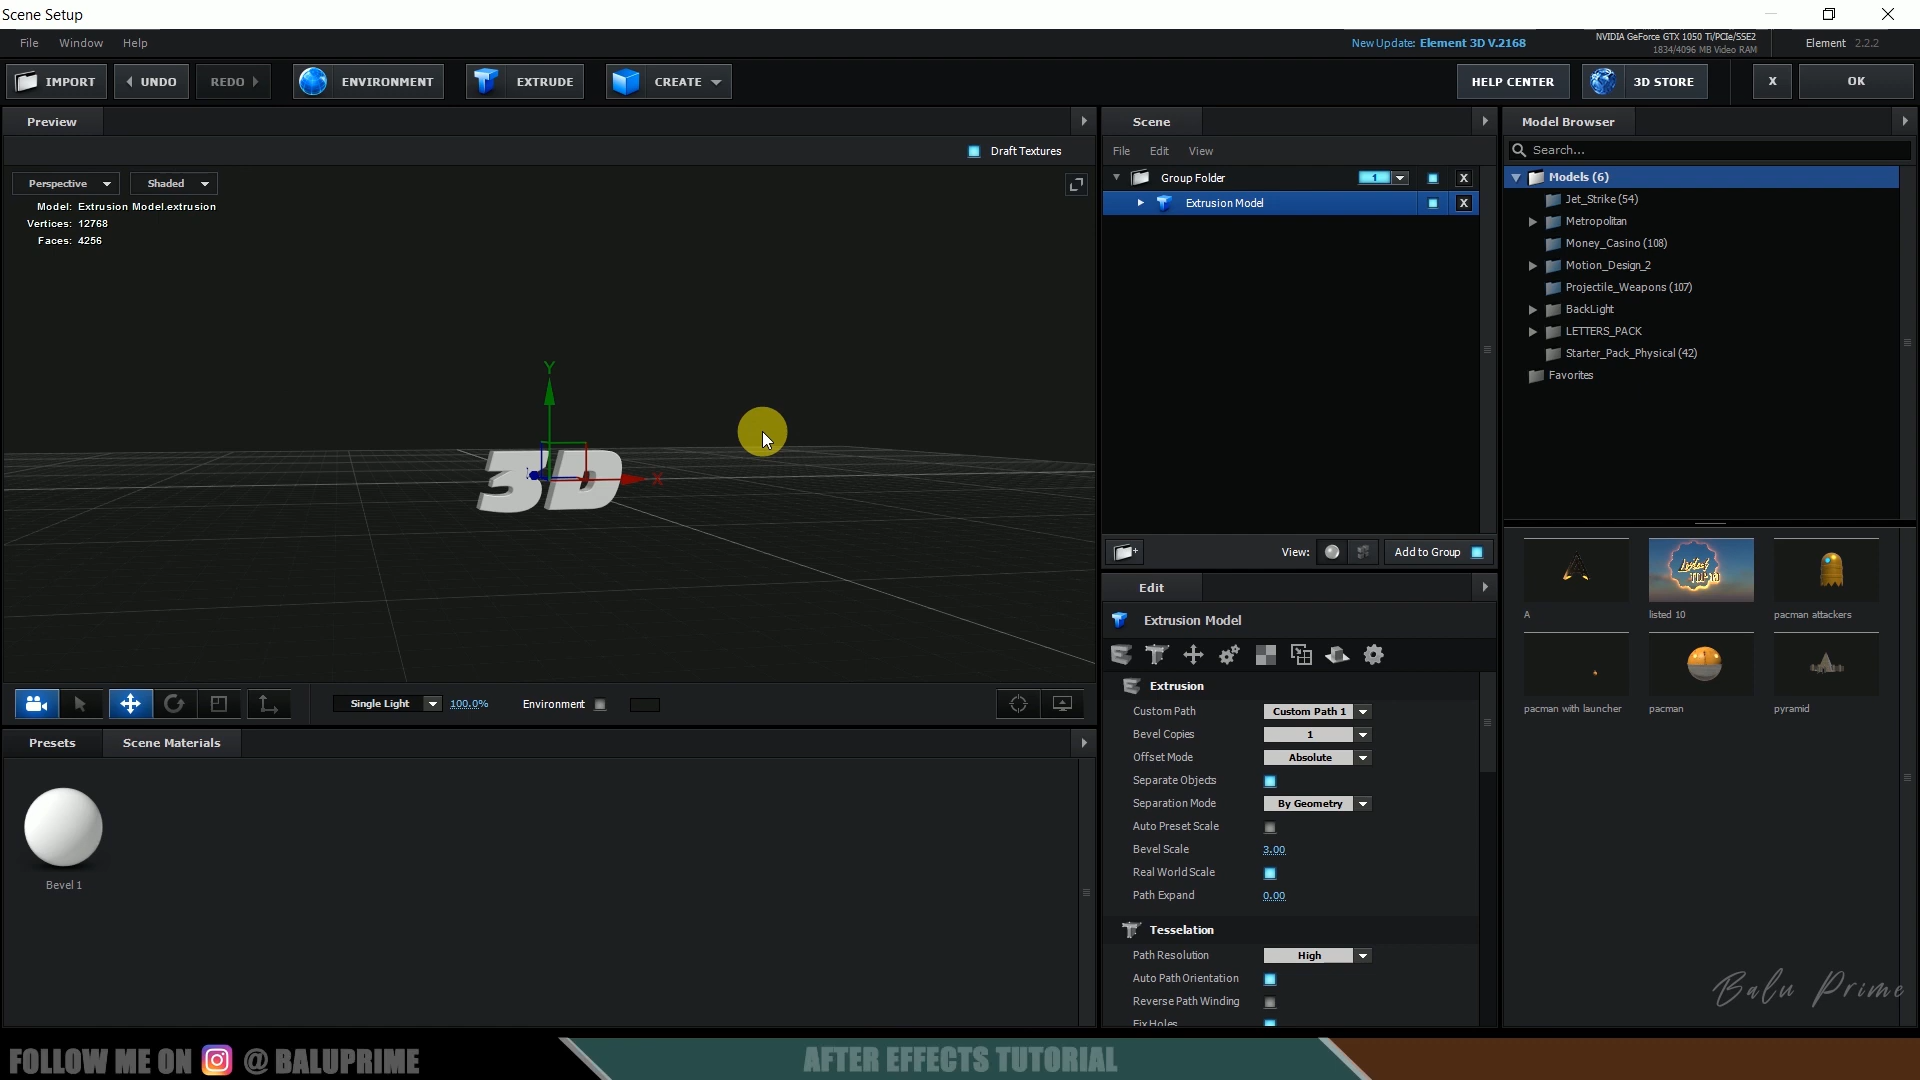 Scene Setup
File Window Help
New Update: Element 3D V.2168
NVIDIA GeForce GTX 1050 Ti/PCIe/SSE2
1834/4096 MB Video RAM
Element 2.2.2
IMPORT UNDO REDO ENVIRONMENT EXTRUDE CREATE HELP CENTER 3D STORE X OK
Preview
Draft Textures
Perspective Shaded
Model: Extrusion Model.extrusion
Vertices: 12768
Faces: 4256
Y
3D
X
Single Light 100.0% Environment
Presets Scene Materials
Bevel 1
Scene
File Edit View
Group Folder 1 X
Extrusion Model X
View: Add to Group
Edit
Extrusion Model
Extrusion
Custom Path Custom Path 1
Bevel Copies 1
Offset Mode Absolute
Separate Objects
Separation Mode By Geometry
Auto Preset Scale
Bevel Scale 3.00
Real World Scale
Path Expand 0.00
Tesselation
Path Resolution High
Auto Path Orientation
Reverse Path Winding
Fix Holes
Model Browser
Search...
Models (6)
Jet_Strike (54)
Metropolitan
Money_Casino (108)
Motion_Design_2
Projectile_Weapons (107)
BackLight
LETTERS_PACK
Starter_Pack_Physical (42)
Favorites
A listed 10 pacman attackers
pacman with launcher pacman pyramid
Balu Prime
FOLLOW ME ON @ BALUPRIME
AFTER EFFECTS TUTORIAL